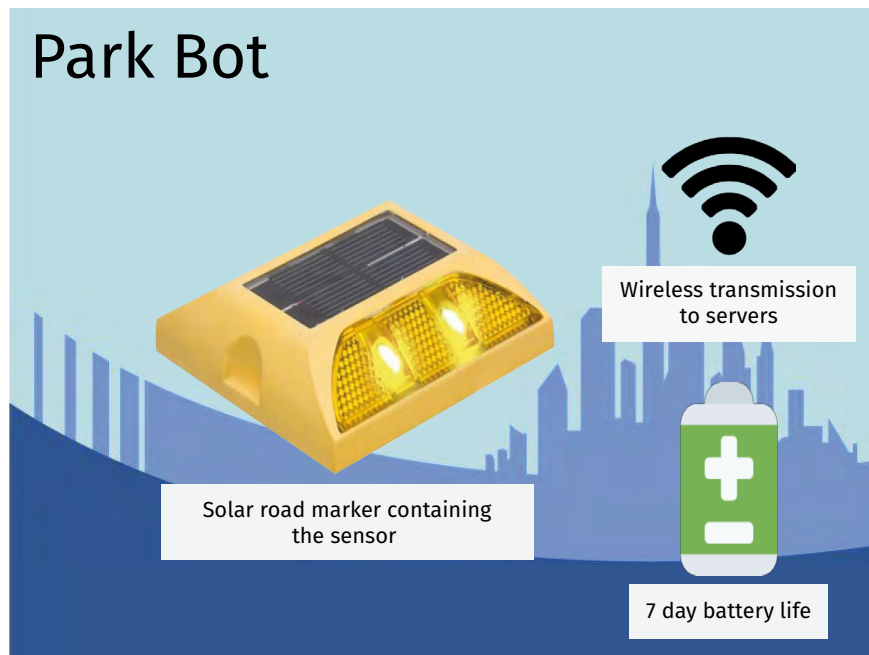 Park Bot
Wireless transmission
to servers
Solar road marker containing
the sensor
7 day battery life